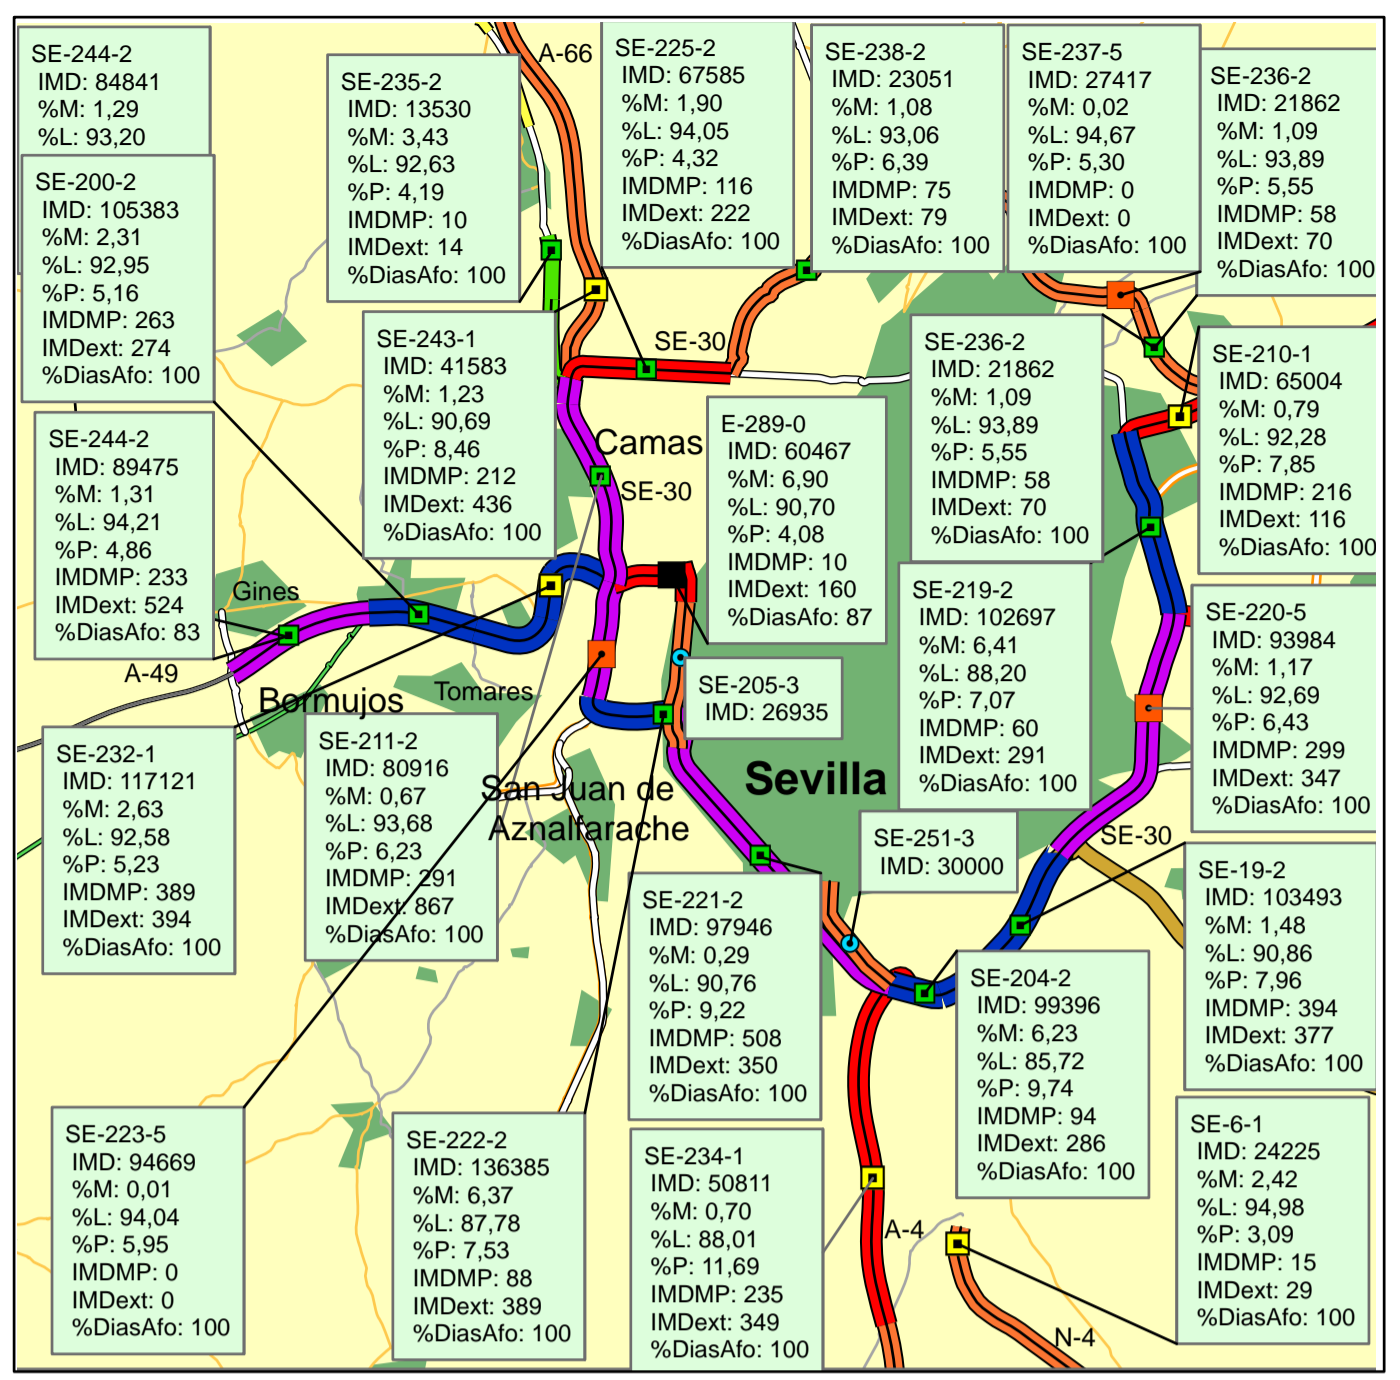 SE-244-2
IMD: 84841
%M: 1,29
%L: 93,20
SE-200-2
IMD: 105383
%M: 2,31
%L: 92,95
%P: 5,16
IMDMP: 263
IMDext: 274
%DiasAfo: 100
SE-244-2
IMD: 89475
%M: 1,31
%L: 94,21
%P: 4,86
IMDMP: 233
IMDext: 524
%DiasAfo: 83
SE-235-2
IMD: 13530
%M: 3,43
%L: 92,63
%P: 4,19
IMDMP: 10
IMDext: 14
%DiasAfo: 100
A-66
SE-225-2
IMD: 67585
%M: 1,90
%L: 94,05
%P: 4,32
IMDMP: 116
IMDext: 222
%DiasAfo: 100
SE-238-2
IMD: 23051
%M: 1,08
%L: 93,06
%P: 6,39
IMDMP: 75
IMDext: 79
%DiasAfo: 100
SE-237-5
IMD: 27417
%M: 0,02
%L: 94,67
%P: 5,30
IMDMP: 0
IMDext: 0
%DiasAfo: 100
SE-236-2
IMD: 21862
%M: 1,09
%L: 93,89
%P: 5,55
IMDMP: 58
IMDext: 70
%DiasAfo: 100
SE-243-1
IMD: 41583
%M: 1,23
%L: 90,69
%P: 8,46
IMDMP: 212
IMDext: 436
%DiasAfo: 100
SE-30
Camas
SE-30
E-289-0
IMD: 60467
%M: 6,90
%L: 90,70
%P: 4,08
IMDMP: 10
IMDext: 160
%DiasAfo: 87
SE-236-2
IMD: 21862
%M: 1,09
%L: 93,89
%P: 5,55
IMDMP: 58
IMDext: 70
%DiasAfo: 100
SE-210-1
IMD: 65004
%M: 0,79
%L: 92,28
%P: 7,85
IMDMP: 216
IMDext: 116
%DiasAfo: 100
Gines
A-49
Bormujos
Tomares
SE-205-3
IMD: 26935
SE-219-2
IMD: 102697
%M: 6,41
%L: 88,20
%P: 7,07
IMDMP: 60
IMDext: 291
%DiasAfo: 100
SE-220-5
IMD: 93984
%M: 1,17
%L: 92,69
%P: 6,43
IMDMP: 299
IMDext: 347
%DiasAfo: 100
SE-232-1
IMD: 117121
%M: 2,63
%L: 92,58
%P: 5,23
IMDMP: 389
IMDext: 394
%DiasAfo: 100
SE-211-2
IMD: 80916
%M: 0,67
%L: 93,68
%P: 6,23
IMDMP: 291
IMDext: 867
%DiasAfo: 100
San Juan de
Aznalfarache
Sevilla
SE-251-3
IMD: 30000
SE-30
SE-221-2
IMD: 97946
%M: 0,29
%L: 90,76
%P: 9,22
IMDMP: 508
IMDext: 350
%DiasAfo: 100
SE-19-2
IMD: 103493
%M: 1,48
%L: 90,86
%P: 7,96
IMDMP: 394
IMDext: 377
%DiasAfo: 100
SE-204-2
IMD: 99396
%M: 6,23
%L: 85,72
%P: 9,74
IMDMP: 94
IMDext: 286
%DiasAfo: 100
SE-223-5
IMD: 94669
%M: 0,01
%L: 94,04
%P: 5,95
IMDMP: 0
IMDext: 0
%DiasAfo: 100
SE-222-2
IMD: 136385
%M: 6,37
%L: 87,78
%P: 7,53
IMDMP: 88
IMDext: 389
%DiasAfo: 100
SE-234-1
IMD: 50811
%M: 0,70
%L: 88,01
%P: 11,69
IMDMP: 235
IMDext: 349
%DiasAfo: 100
A-4
SE-6-1
IMD: 24225
%M: 2,42
%L: 94,98
%P: 3,09
IMDMP: 15
IMDext: 29
%DiasAfo: 100
N-4